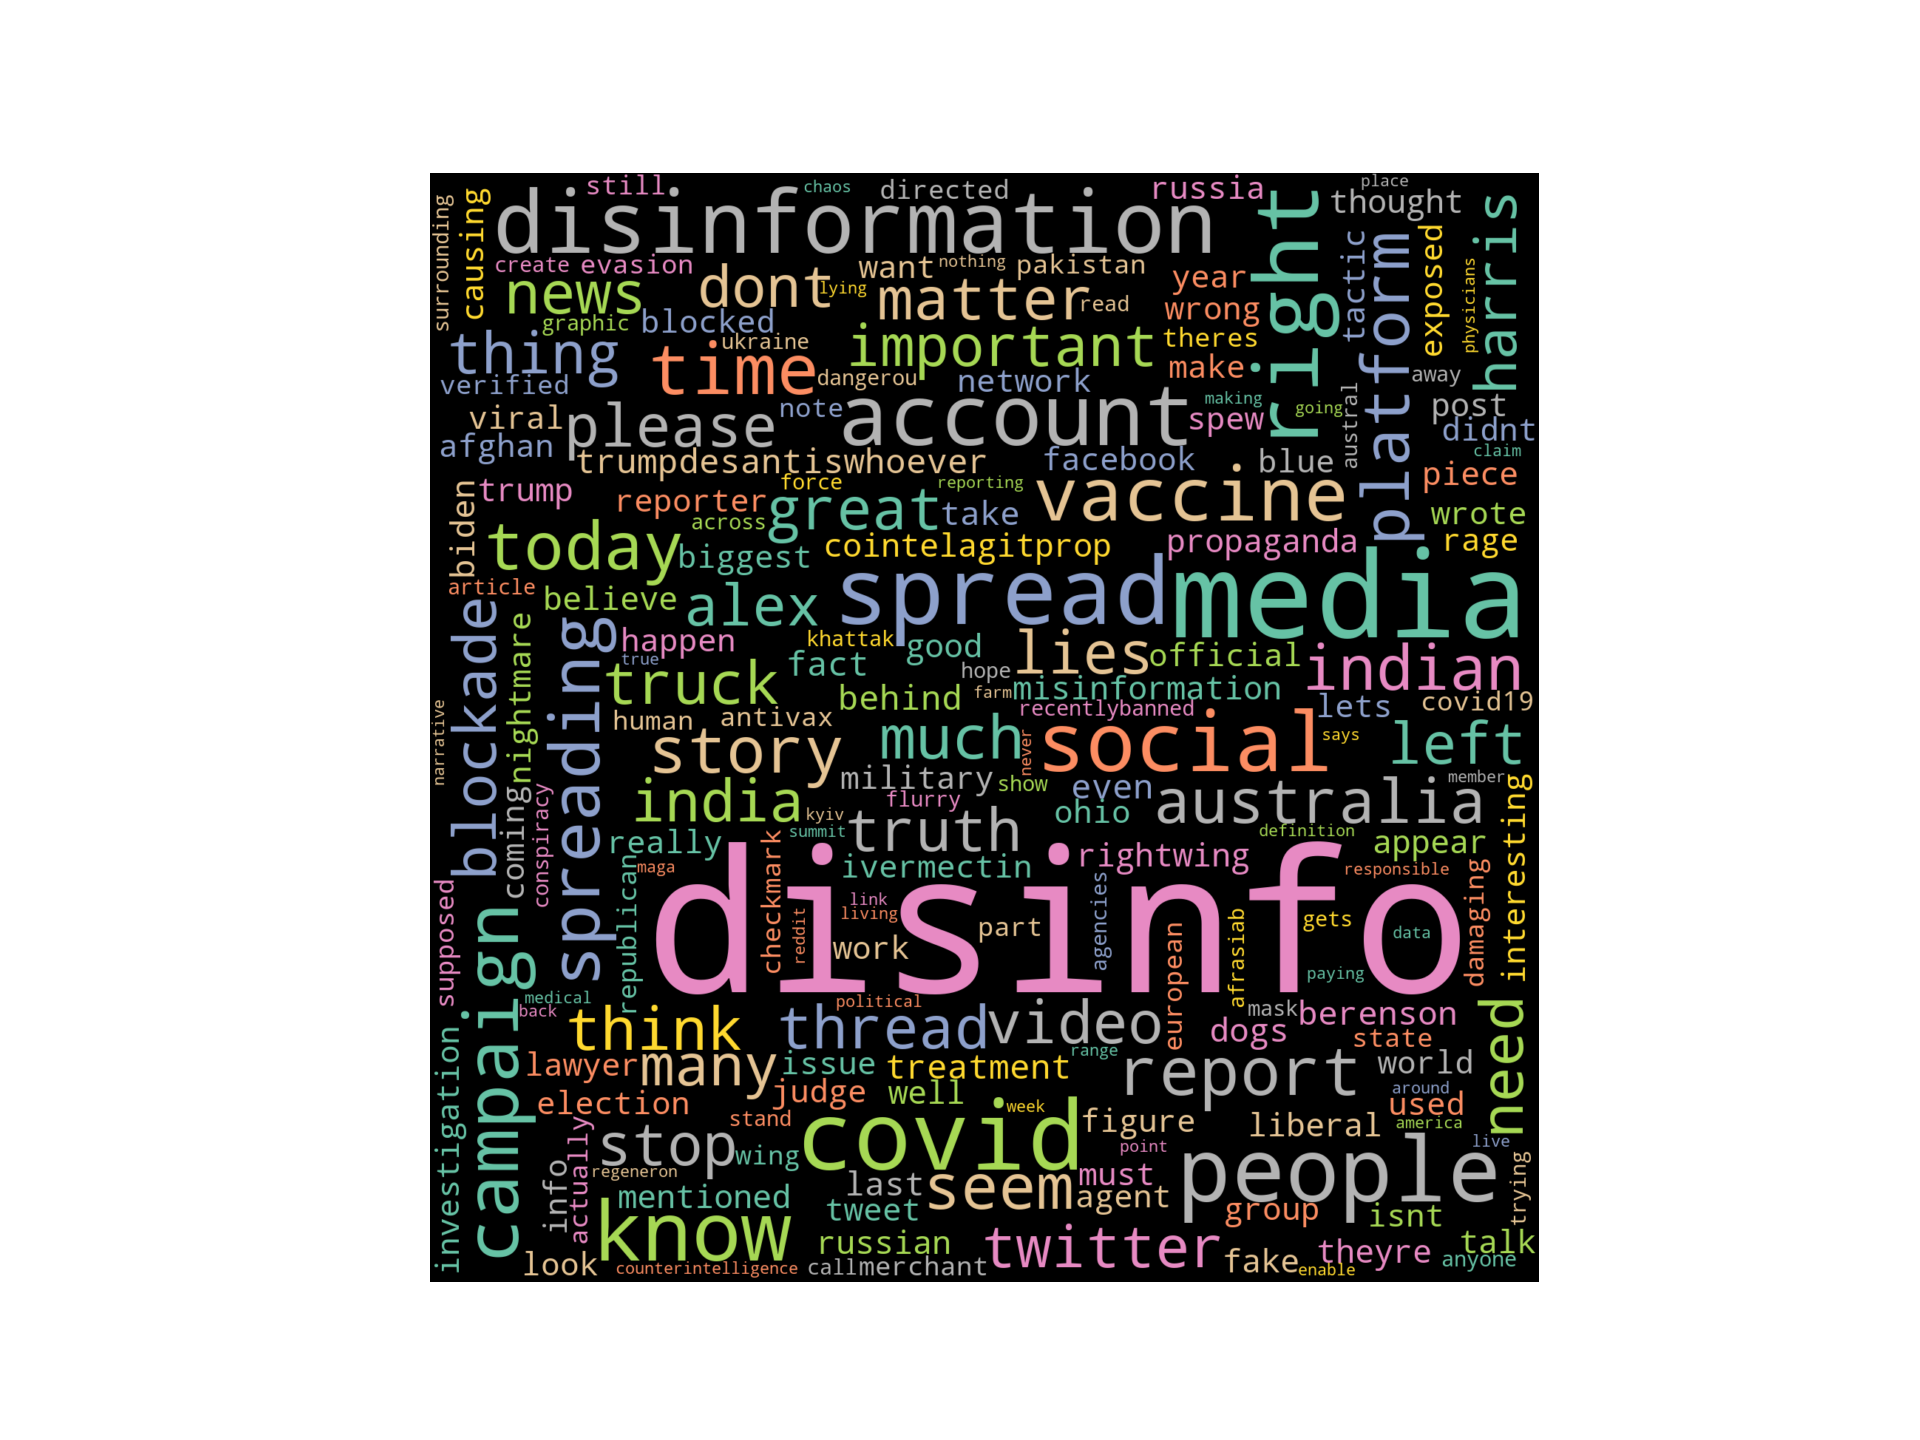 still
chaos
directed
russia
place
surrounding
causing
disinformation
right
thought
harris
create
evasion
want
nothing
pakistan
year
tactic
platform
exposed
physicians
news
dont
lying
matter
read
wrong
graphic
blocked
ukraine
important
theres
thing
time
dangerou
network
make
away
verified
viral
please
note
account
making
spew
going
austral
post
didnt
afghan
trumpdesantiswhoever
facebook
blue
claim
biden
trump
reporter
force
great
reporting
take
vaccine
piece
wrote
across
today
biggest
cointelagitprop
propaganda
rage
article
believe
alex
spread
media
blockade
nightmare
spreading
happen
khattak
good
lies
official
indian
true
fact
hope
truck
behind
farm
misinformation
covid19
narrative
human
antivax
recentlybanned
lets
story
much
never
social
says
left
coming
conspiracy
military
show
even
member
interesting
india
flurry
kyiv
ohio
australia
really
summit
truth
definition
appear
checkmark
ivermectin
rightwing
maga
republican
disinfo
responsible
damaging
supposed
campaign
link
living
reddit
work
part
agencies
european
afrasiab
gets
data
paying
medical
back
political
think
thread
video
mask
berenson
need
dogs
state
investigation
lawyer
many
issue
treatment
range
report
world
judge
well
around
election
stand
week
covid
figure
liberal
used
america
actually
stop
wing
point
people
live
info
regeneron
last
seem
must
agent
trying
mentioned
tweet
group
isnt
know
russian
twitter
theyre
talk
look
counterintelligence
call
merchant
fake
enable
anyone